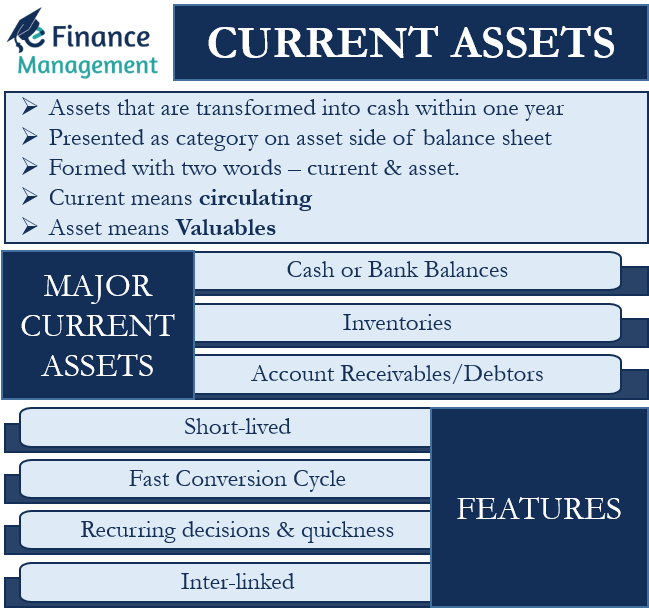 eFinance
Management
CURRENT ASSETS
➢ Assets that are transformed into cash within one year
➢ Presented as category on asset side of balance sheet
➢ Formed with two words – current & asset.
➢ Current means circulating
➢ Asset means Valuables
MAJOR
CURRENT
ASSETS
Cash or Bank Balances
Inventories
Account Receivables/Debtors
Short-lived
Fast Conversion Cycle
Recurring decisions & quickness
Inter-linked
FEATURES